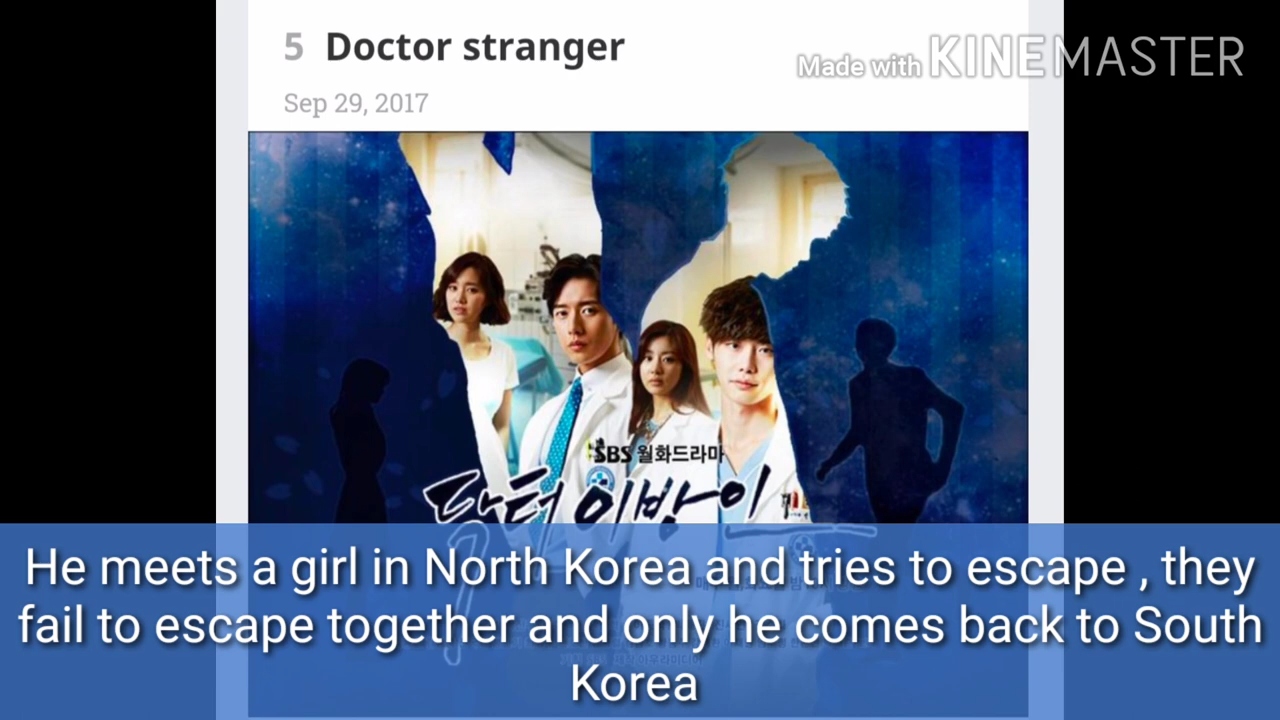 5 Doctor stranger
Made with KINEMASTER
Sep 29, 2017
SBS 월화드라마
닥터 이방인
He meets a girl in North Korea and tries to escape , they
fail to escape together and only he comes back to South
Korea